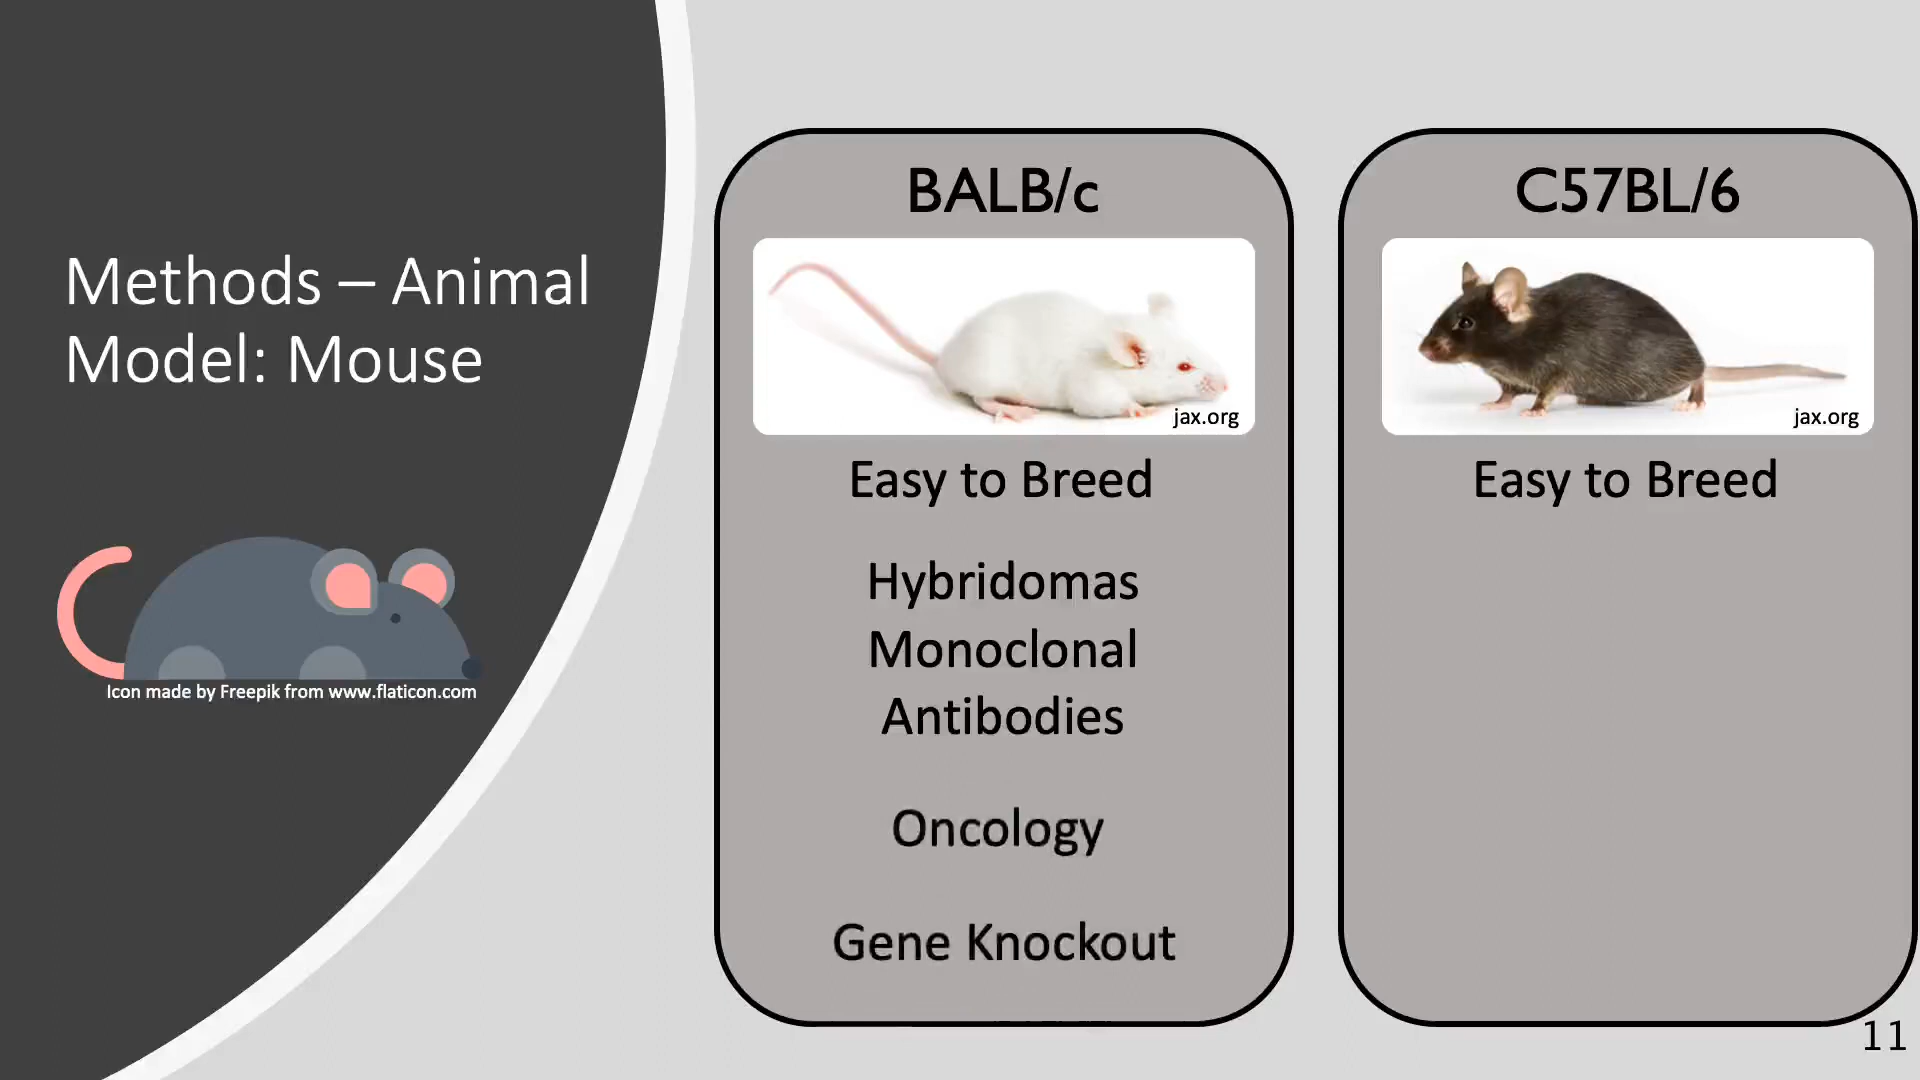 Methods – Animal
Model: Mouse
Icon made by Freepik from www.flaticon.com
BALB/c
jax.org
Easy to Breed
Hybridomas
Monoclonal
Antibodies
Oncology
Gene Knockout
C57BL/6
jax.org
Easy to Breed
11